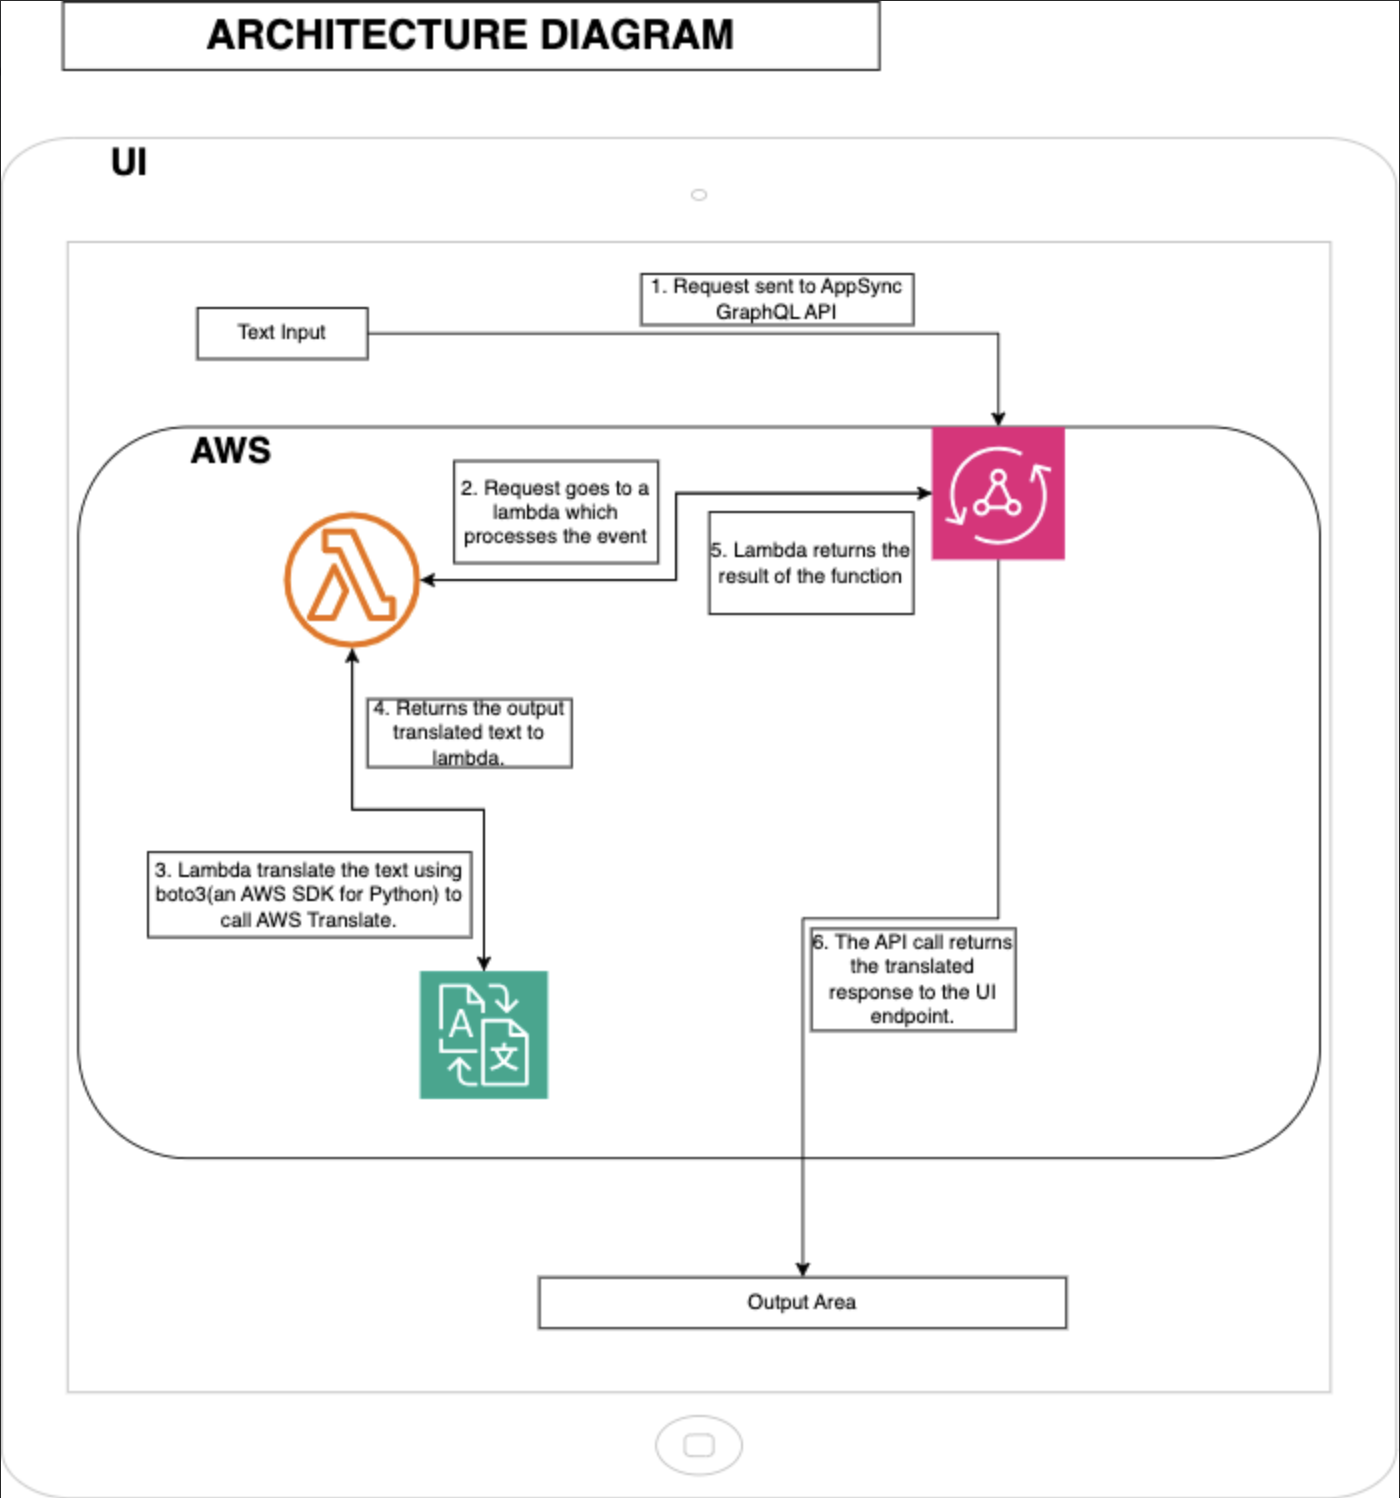 ARCHITECTURE DIAGRAM
UI
1. Request sent to AppSync
GraphQL API
Text Input
AWS
2. Request goes to a
lambda which
processes the event
5. Lambda returns the
result of the function
4. Returns the output
translated text to
lambda.
3. Lambda translate the text using
boto3(an AWS SDK for Python) to
call AWS Translate.
6. The API call returns
the translated
response to the UI
endpoint.
A
文
Output Area